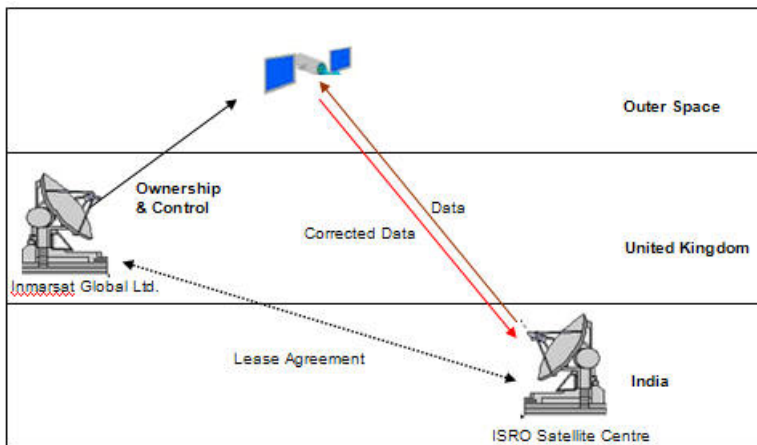 Outer Space
Ownership
& Control
Data
Corrected Data
United Kingdom
Inmarsat Global Ltd.
Lease Agreement
India
ISRO Satellite Centre